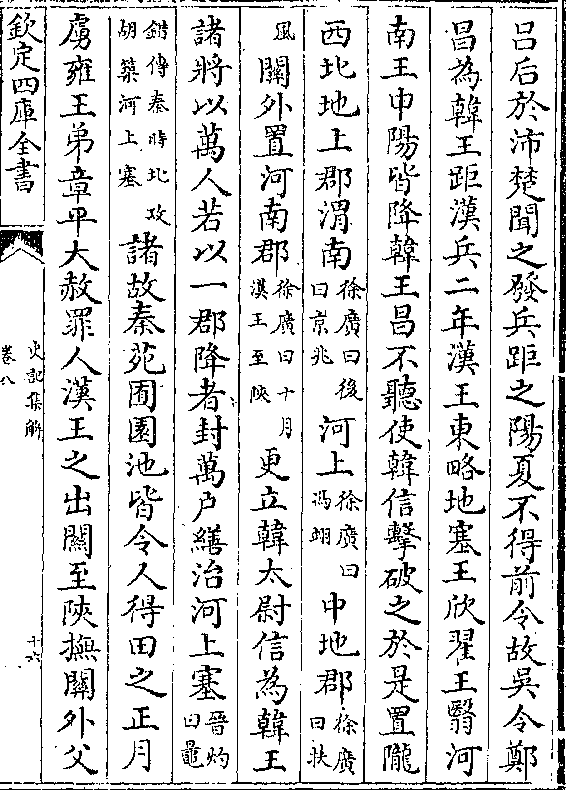 呂后於沛楚聞之發兵距之陽夏不得前令故吳令鄭
昌為韓王距漢兵二年漢王東略地塞王欣翟王翳河
南王申陽皆降韓王昌不聽使韓信擊破之於是置隴
西北地上郡渭南徐廣曰後曰京兆河上徐廣曰馮翊中地郡徐廣曰扶
風關外置河南郡徐廣曰十月漢王至陜更立韓太尉信為韓王
諸將以萬人若以一郡降者封萬戶繕治河上塞晉灼曰鼂
錯傳秦時北攻胡築河上塞諸故秦苑囿園池皆令人得田之正月
虜雍王弟章平大赦罪人漢王之出關至陜撫關外父
欽定四庫全書
史記集解
卷八
十六